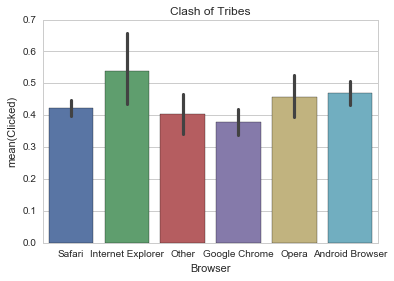 Clash of Tribes
0.7
0.6
0.5
0.4
0.3
0.2
0.1
0.0
mean(Clicked)
Safari Internet Explorer Other Google Chrome Opera Android Browser
Browser